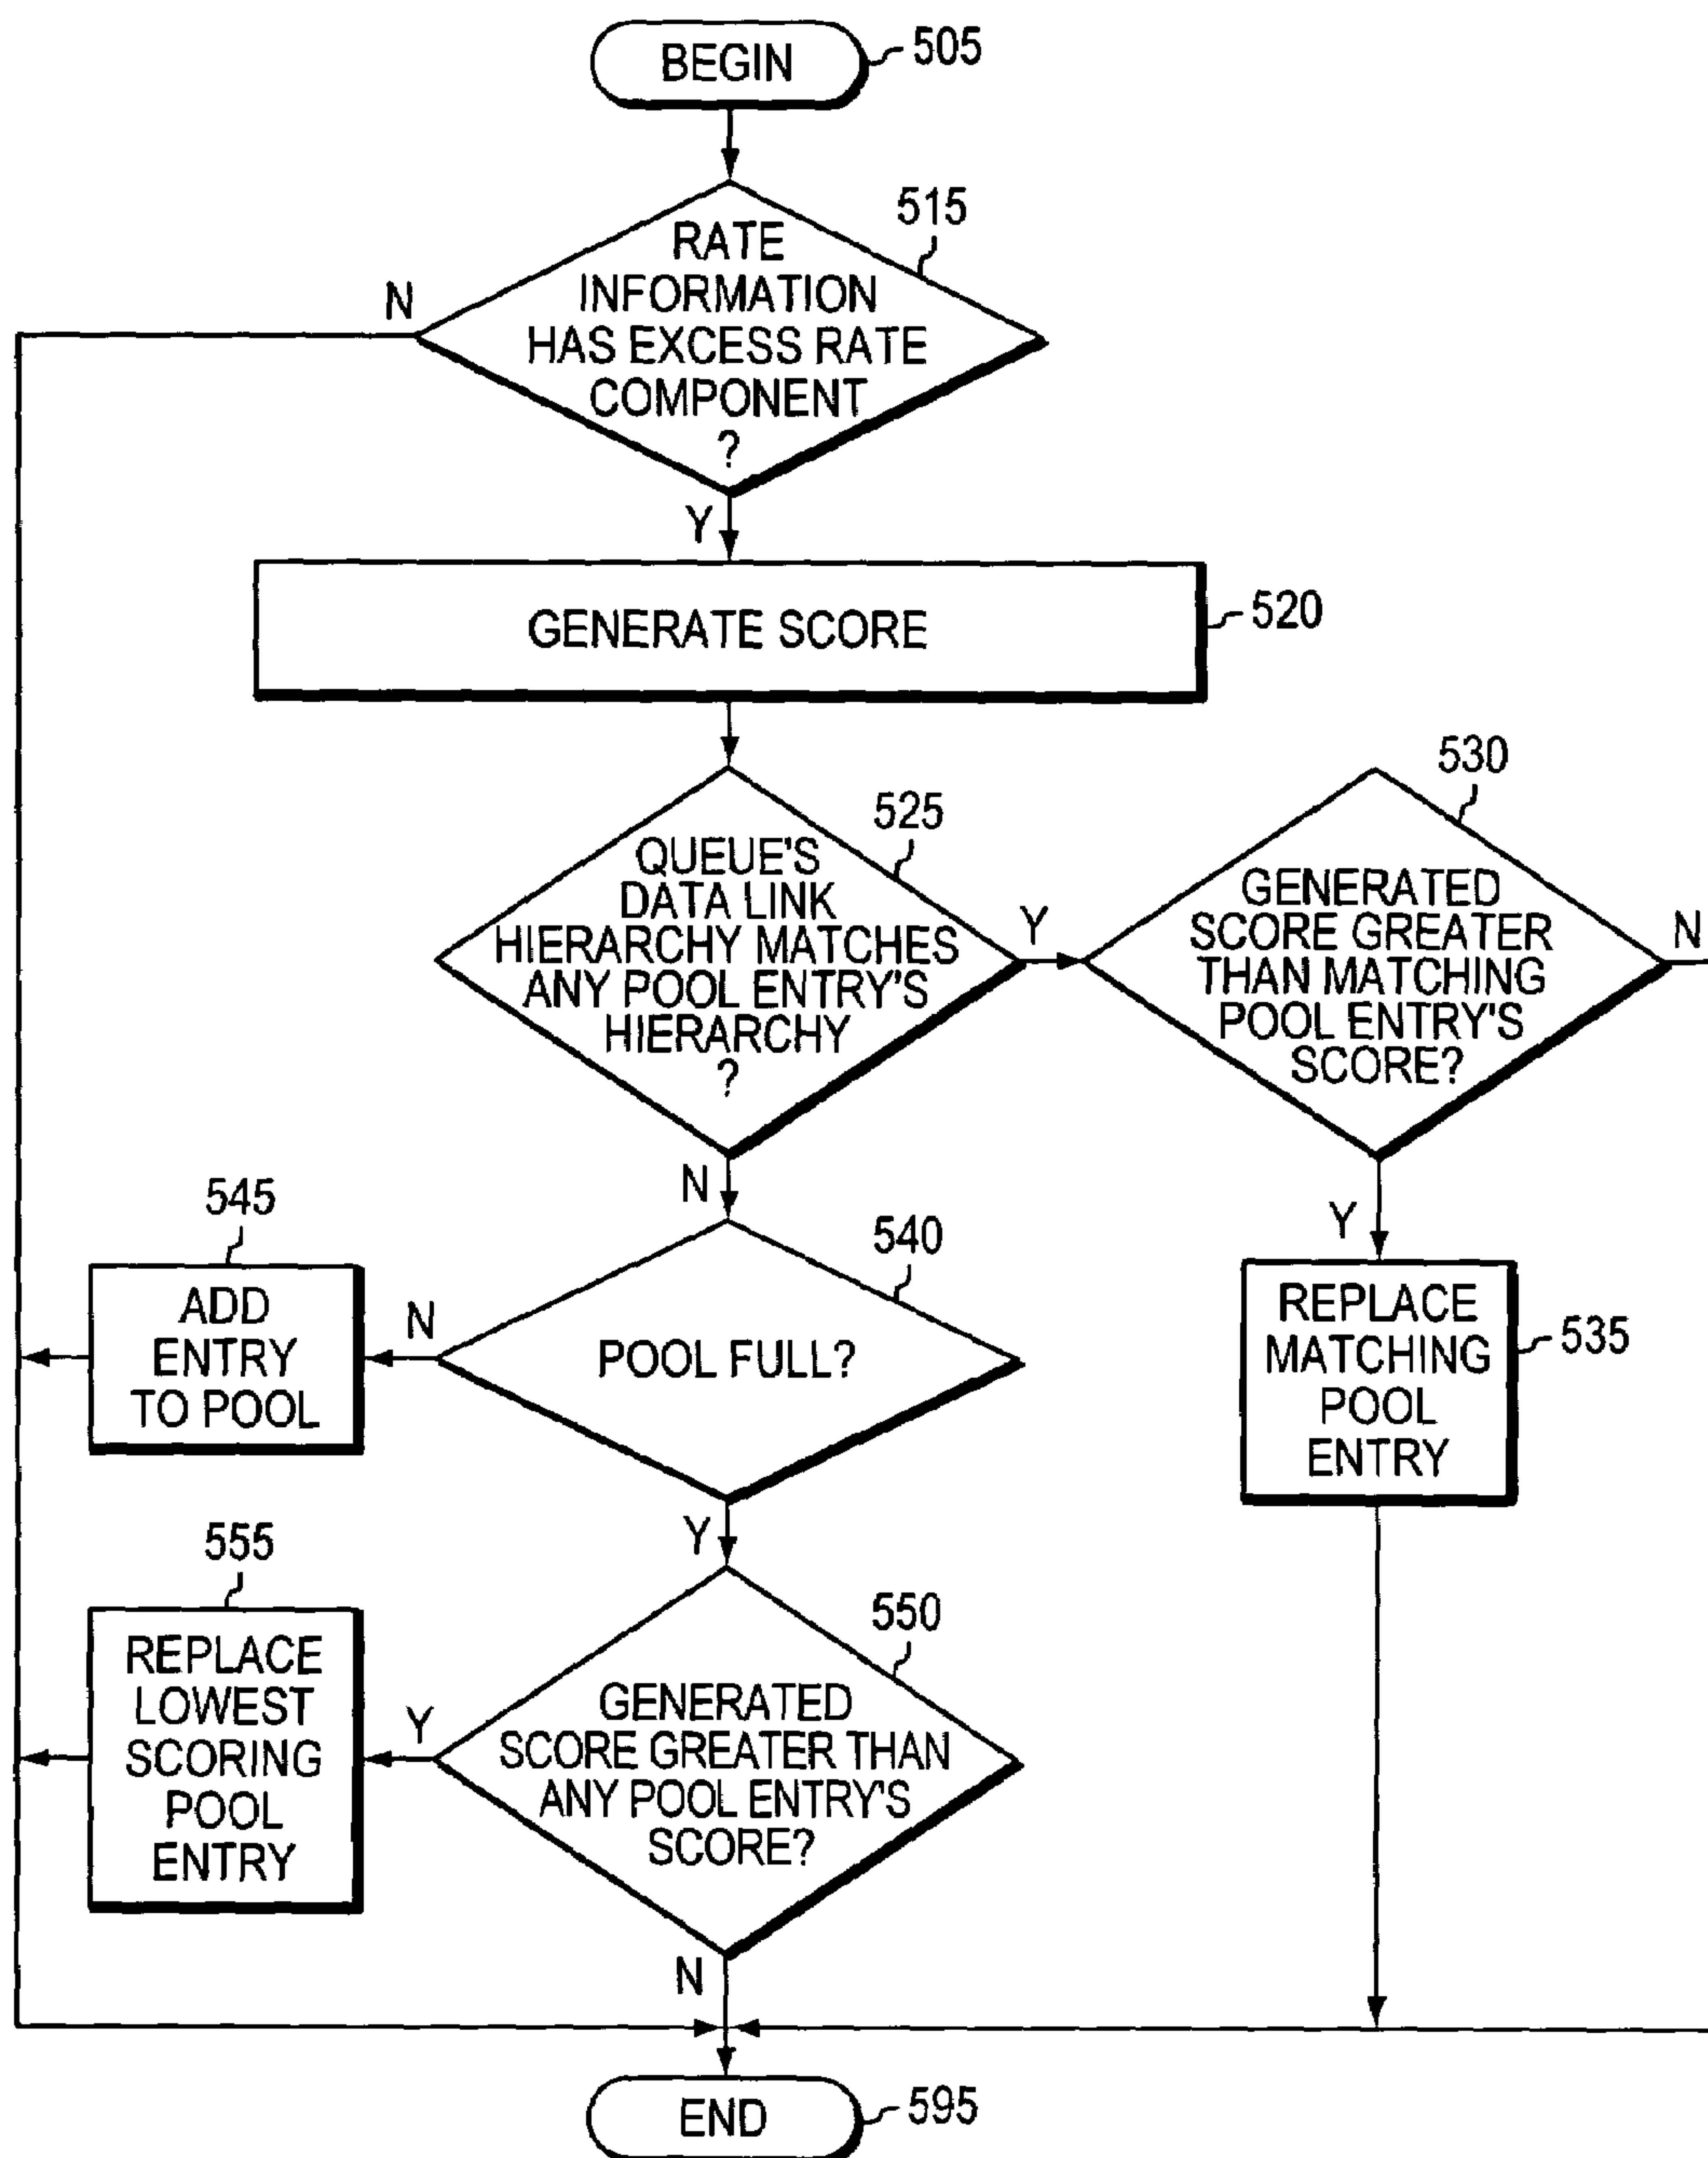 BEGIN
505
515
RATE
INFORMATION
HAS EXCESS RATE
COMPONENT
?
N
Y
GENERATE SCORE
520
525
QUEUE'S
DATA LINK
HIERARCHY MATCHES
ANY POOL ENTRY'S
HIERARCHY
?
Y
N
530
GENERATED
SCORE GREATER
THAN MATCHING
POOL ENTRY'S
SCORE?
N
Y
REPLACE
MATCHING
POOL
ENTRY
535
540
POOL FULL?
N
Y
545
ADD
ENTRY
TO POOL
550
GENERATED
SCORE GREATER THAN
ANY POOL ENTRY'S
SCORE?
Y
N
555
REPLACE
LOWEST
SCORING
POOL
ENTRY
END
595